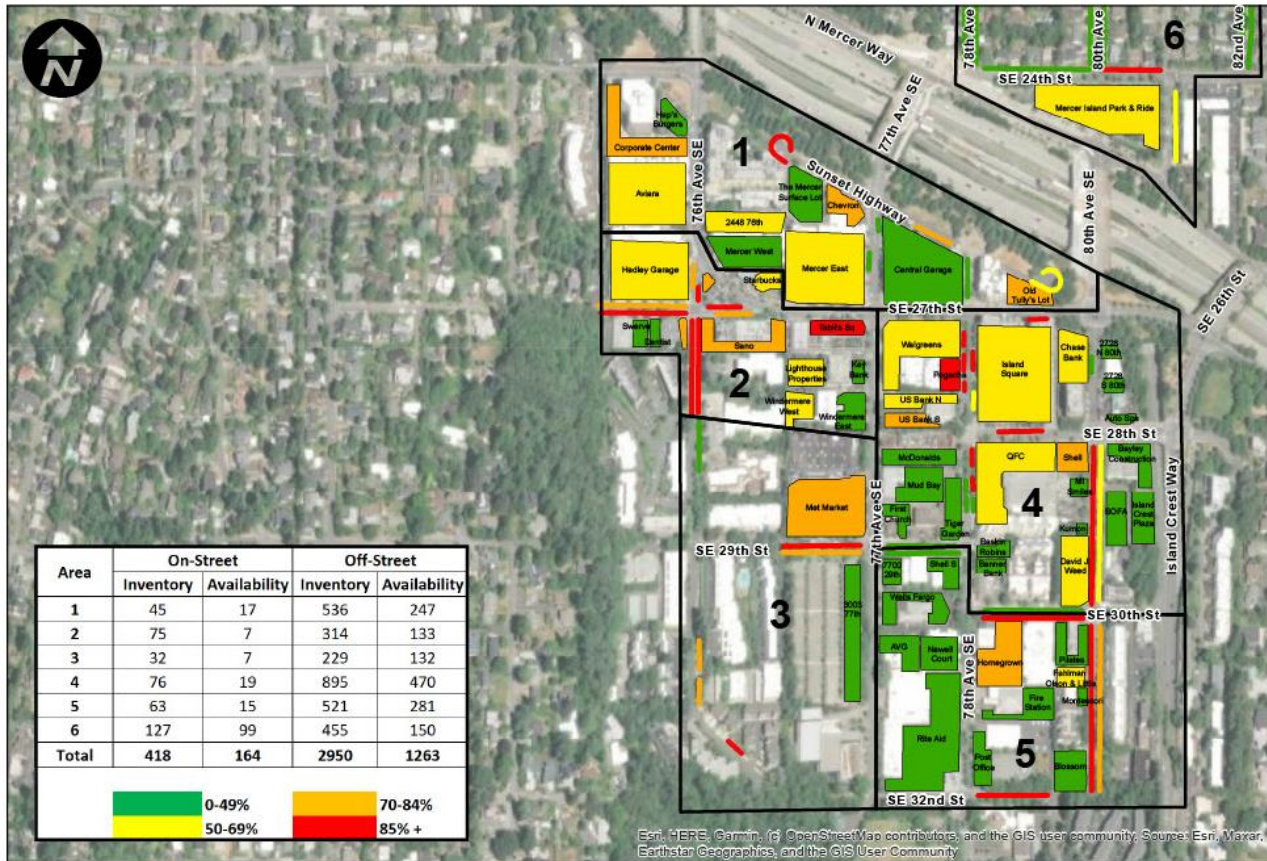 N
N Mercer Way
78th Ave
80th Ave
82nd Ave
6
SE 24th St
Mercer Island Park & Ride
77th Ave SE
Hap's
Burgers
Corporate Center
76th Ave SE
1
Sunset Highway
80th Ave SE
The Mercer
Surface Lot
Chevron
Aviara
2448 76th
Mercer West
Mercer East
Central Garage
Hadley Garage
Starbucks
Old
Tully's Lot
SE 26th St
SE 27th St
Swerve
Dentist
Sano
Walgreens
Island
Square
Chase
Bank
2728
N 80th
2728
S 80th
2
Lighthouse
Properties
Key
Bank
Windermere
West
Windermere
East
US Bank N
US Bank S
Auto Spa
SE 28th St
McDonalds
QFC
Shell
Bayley
Construction
Mud Bay
MI
Smiles
4
First
Church
Tiger
Garden
BOFA
Island
Crest
Plaza
Island Crest Way
Met Market
77th Ave SE
Kumon
Baskin
Robins
Banner
Bank
David J
Weed
SE 29th St
7700
29th
Shell S
Wells Fargo
SE 30th St
3
3003
77th
AVG
Newell
Court
78th Ave SE
Homegrown
Pilates
Fehlman
Olson & Little
Montessori
Fire
Station
Rite Aid
Post
Office
5
Blossom
SE 32nd St
Area On-Street Off-Street
Inventory Availability Inventory Availability
1 45 17 536 247
2 75 7 314 133
3 32 7 229 132
4 76 19 895 470
5 63 15 521 281
6 127 99 455 150
Total 418 164 2950 1263
0-49% 70-84%
50-69% 85% +
Esri, HERE, Garmin, (c) OpenStreetMap contributors, and the GIS user community, Source: Esri, Maxar,
Earthstar Geographics, and the GIS User Community